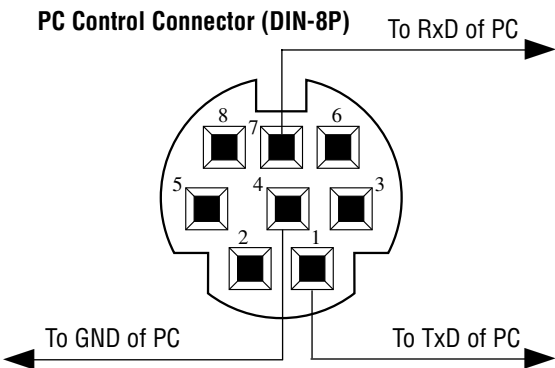 PC Control Connector (DIN-8P)
To RxD of PC
8 7 6
5 4 3
2 1
To GND of PC To TxD of PC